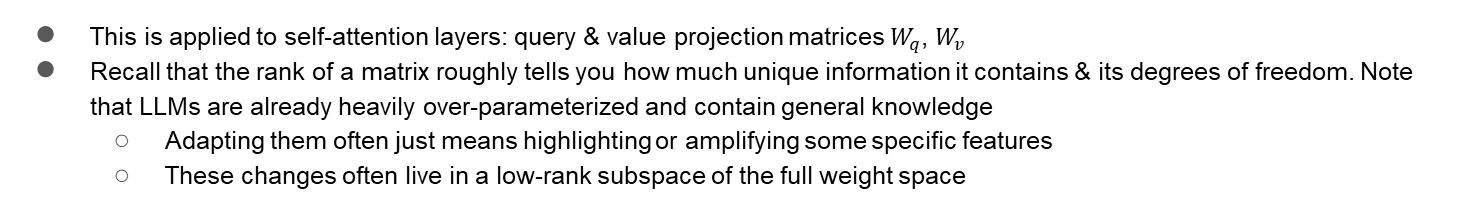 ● This is applied to self-attention layers: query & value projection matrices W_q, W_v
● Recall that the rank of a matrix roughly tells you how much unique information it contains & its degrees of freedom. Note
that LLMs are already heavily over-parameterized and contain general knowledge
○ Adapting them often just means highlighting or amplifying some specific features
○ These changes often live in a low-rank subspace of the full weight space